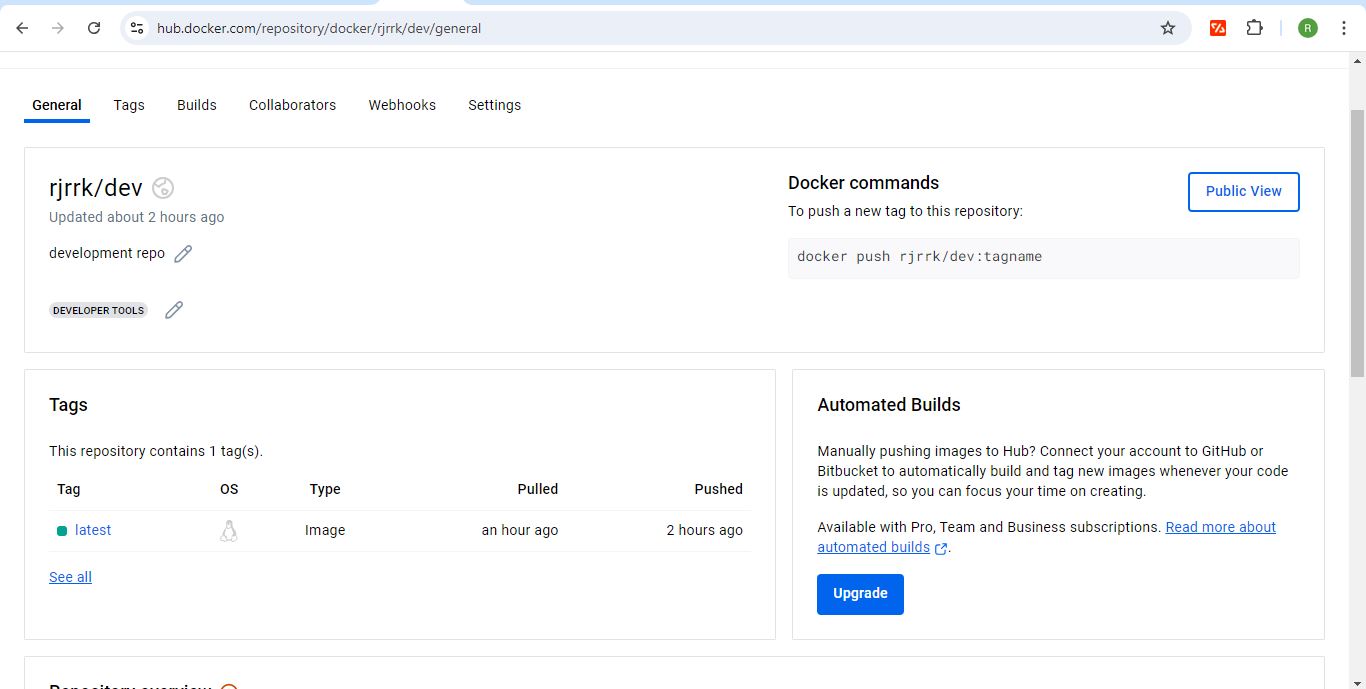 hub.docker.com/repository/docker/rjrrk/dev/general
R
General Tags Builds Collaborators Webhooks Settings
rjrrk/dev
Updated about 2 hours ago
development repo
DEVELOPER TOOLS
Docker commands
To push a new tag to this repository:
Public View
docker push rjrrk/dev:tagname
Tags
This repository contains 1 tag(s).
Tag OS Type Pulled Pushed
latest Image an hour ago 2 hours ago
See all
Automated Builds
Manually pushing images to Hub? Connect your account to GitHub or
Bitbucket to automatically build and tag new images whenever your code
is updated, so you can focus your time on creating.
Available with Pro, Team and Business subscriptions. Read more about
automated builds .
Upgrade
Repository overview